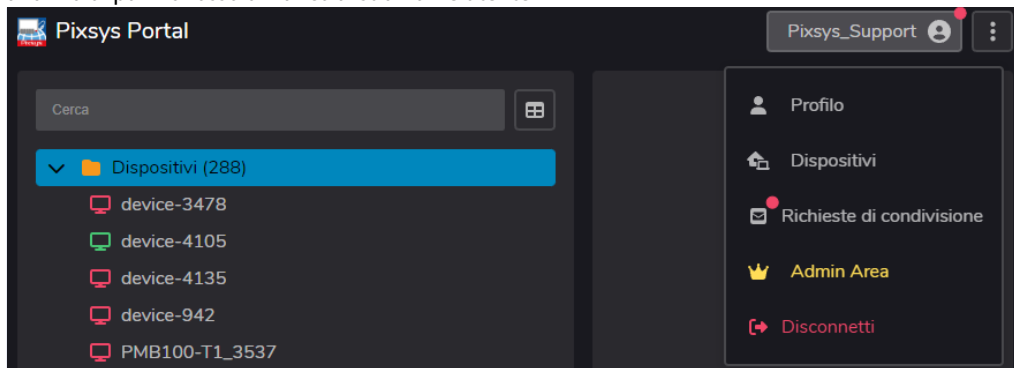 Pixsys Portal
Pixsys_Support
Cerca
Dispositivi (288)
device-3478
device-4105
device-4135
device-942
PMB100-T1_3537
Profilo
Dispositivi
Richieste di condivisione
Admin Area
Disconnetti